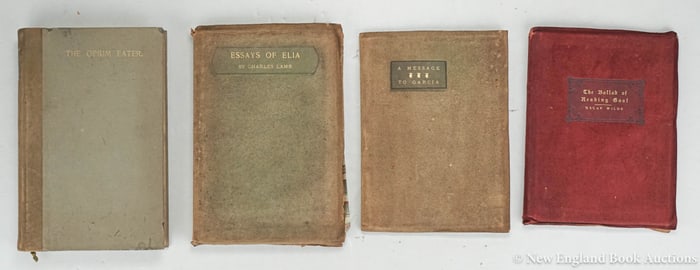 THE OPIUM EATER.
ESSAYS OF ELIA
BY CHARLES LAMB
A MESSAGE
TO GARCIA
The Ballad of
Reading Gaol
OSCAR WILDE
© New England Book Auctions